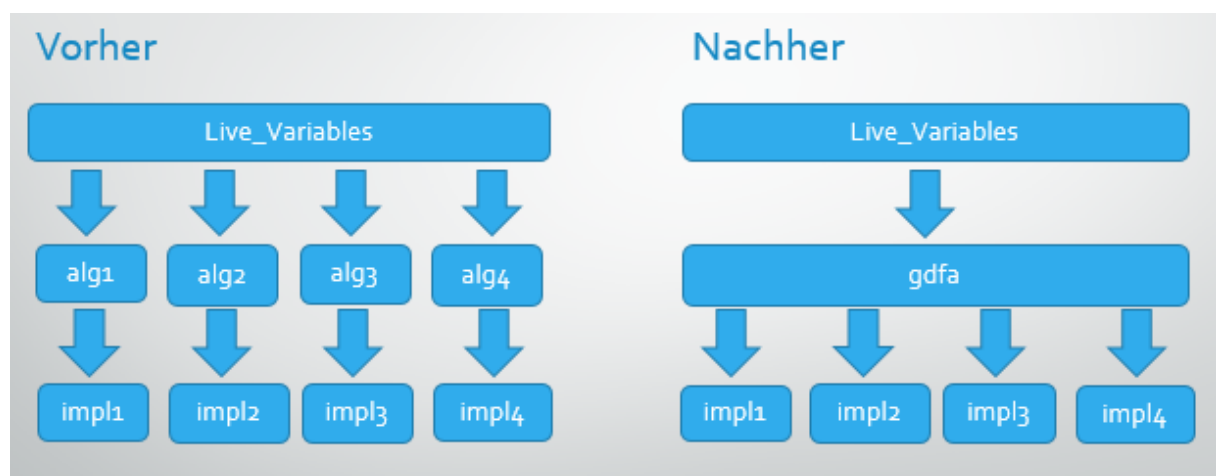 Vorher
Live_Variables
alg1 alg2 alg3 alg4
impl1 impl2 impl3 impl4
Nachher
Live_Variables
gdfa
impl1 impl2 impl3 impl4